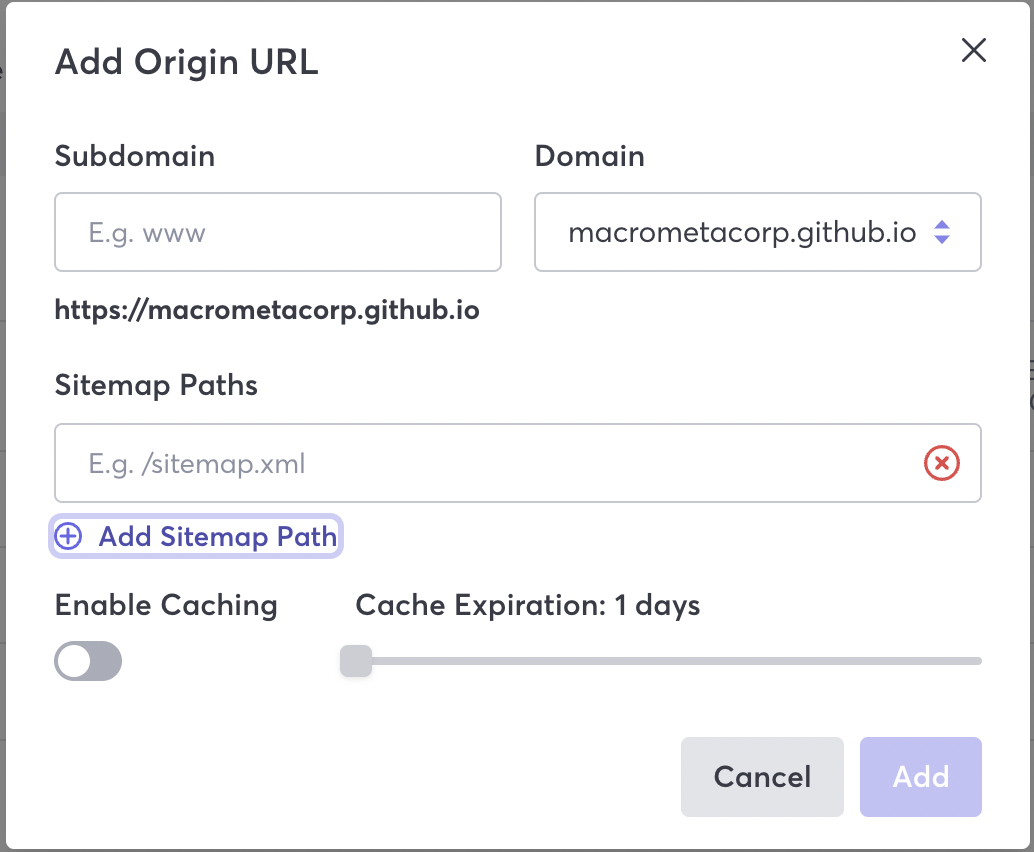 Add Origin URL
Subdomain
Domain
E.g. www
macrometacorp.github.io
https://macrometacorp.github.io
Sitemap Paths
E.g. /sitemap.xml
Add Sitemap Path
Enable Caching
Cache Expiration: 1 days
Cancel
Add